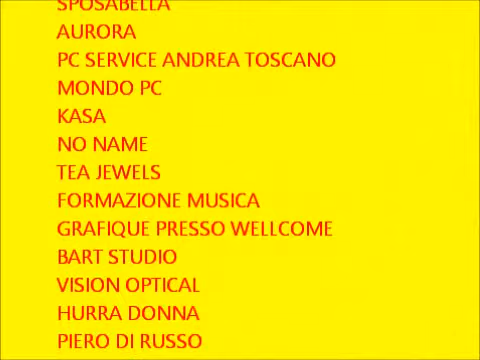 SPOSABELLA
AURORA
PC SERVICE ANDREA TOSCANO
MONDO PC
KASA
NO NAME
TEA JEWELS
FORMAZIONE MUSICA
GRAFIQUE PRESSO WELLCOME
BART STUDIO
VISION OPTICAL
HURRA DONNA
PIERO DI RUSSO